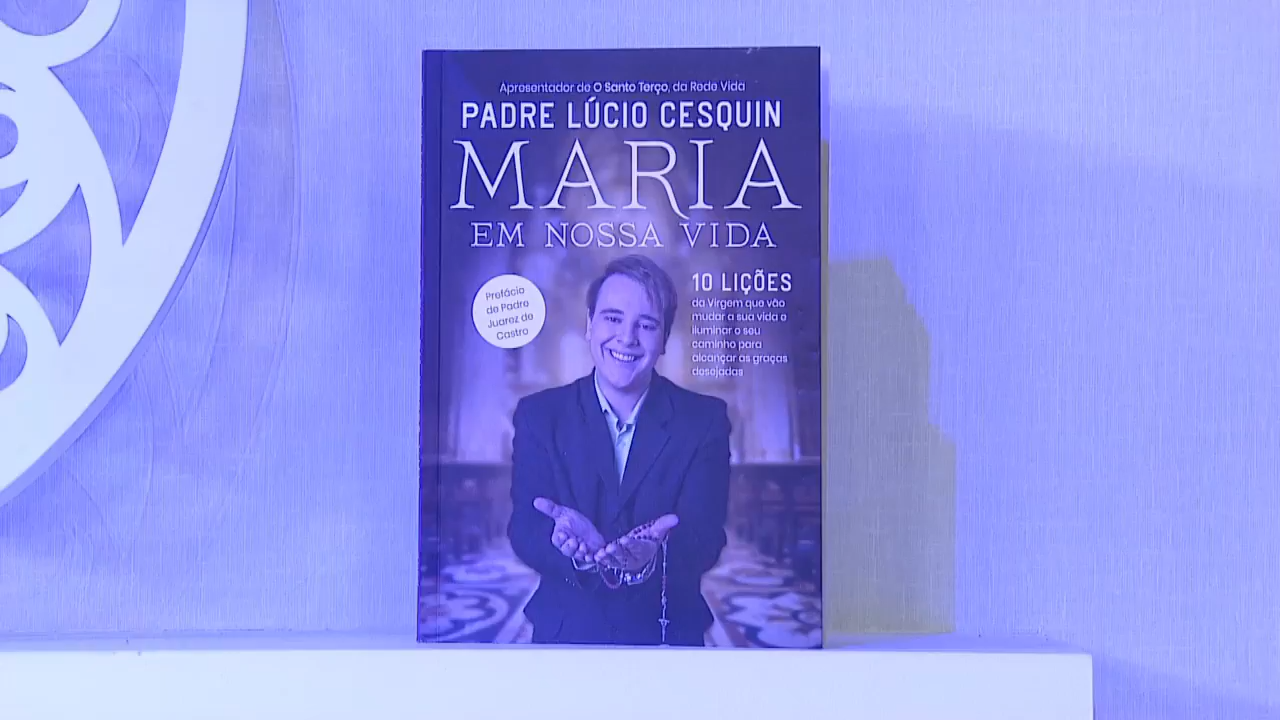 Apresentador de O Santo Terço, da Rede Vida
PADRE LÚCIO CESQUIN
MARIA
EM NOSSA VIDA
Prefácio
de Padre
Juarez de
Castro
10 LIÇÕES
da Virgem que vão
mudar a sua vida e
iluminar o seu
caminho para
alcançar as graças
desejadas